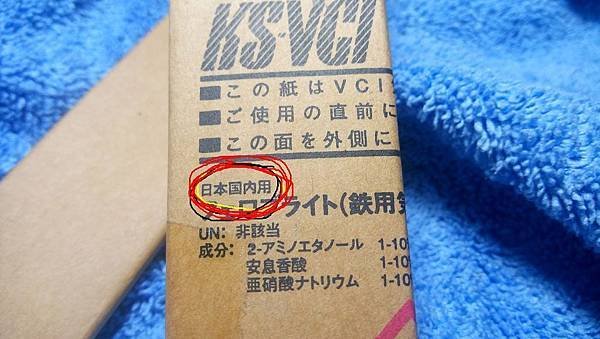 KS-VCI
■この紙はVCI
■ご使用の直前に
■この面を外側に
日本国内用
ライト(鉄用
UN: 非該当
成分: 2-アミノエタノール 1-10
安息香酸 1-10
亜硝酸ナトリウム 1-10